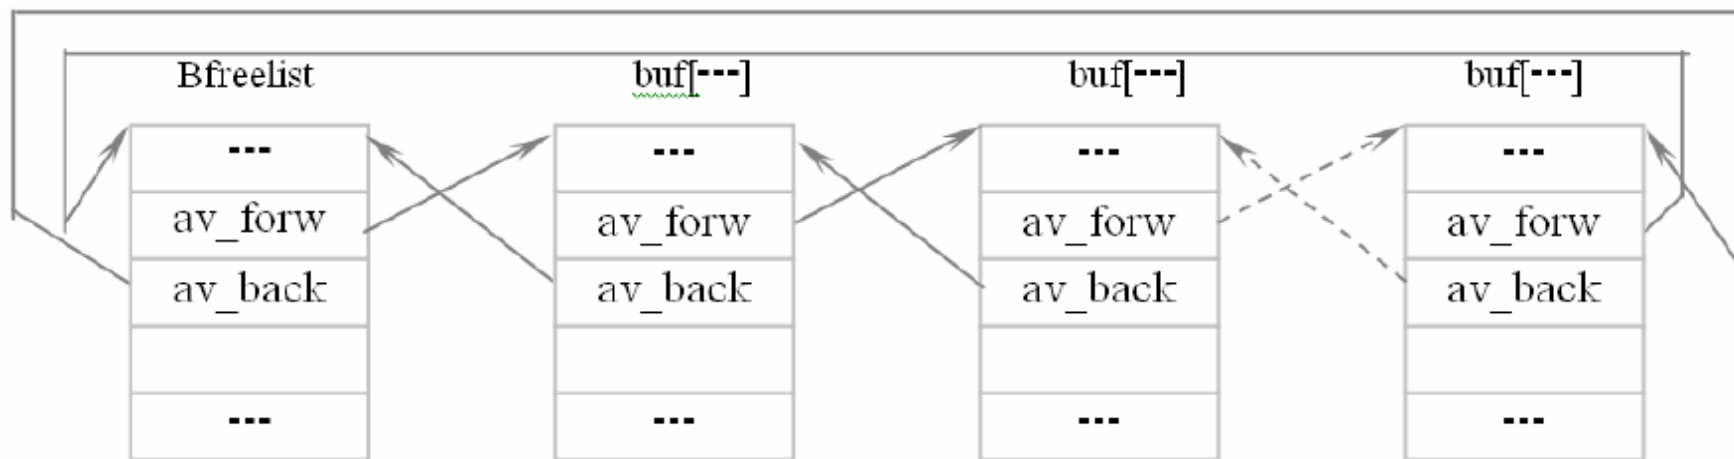 Bfreelist buf[---] buf[---] buf[---]
--- --- --- ---
av_forw av_forw av_forw av_forw
av_back av_back av_back av_back
--- --- --- ---